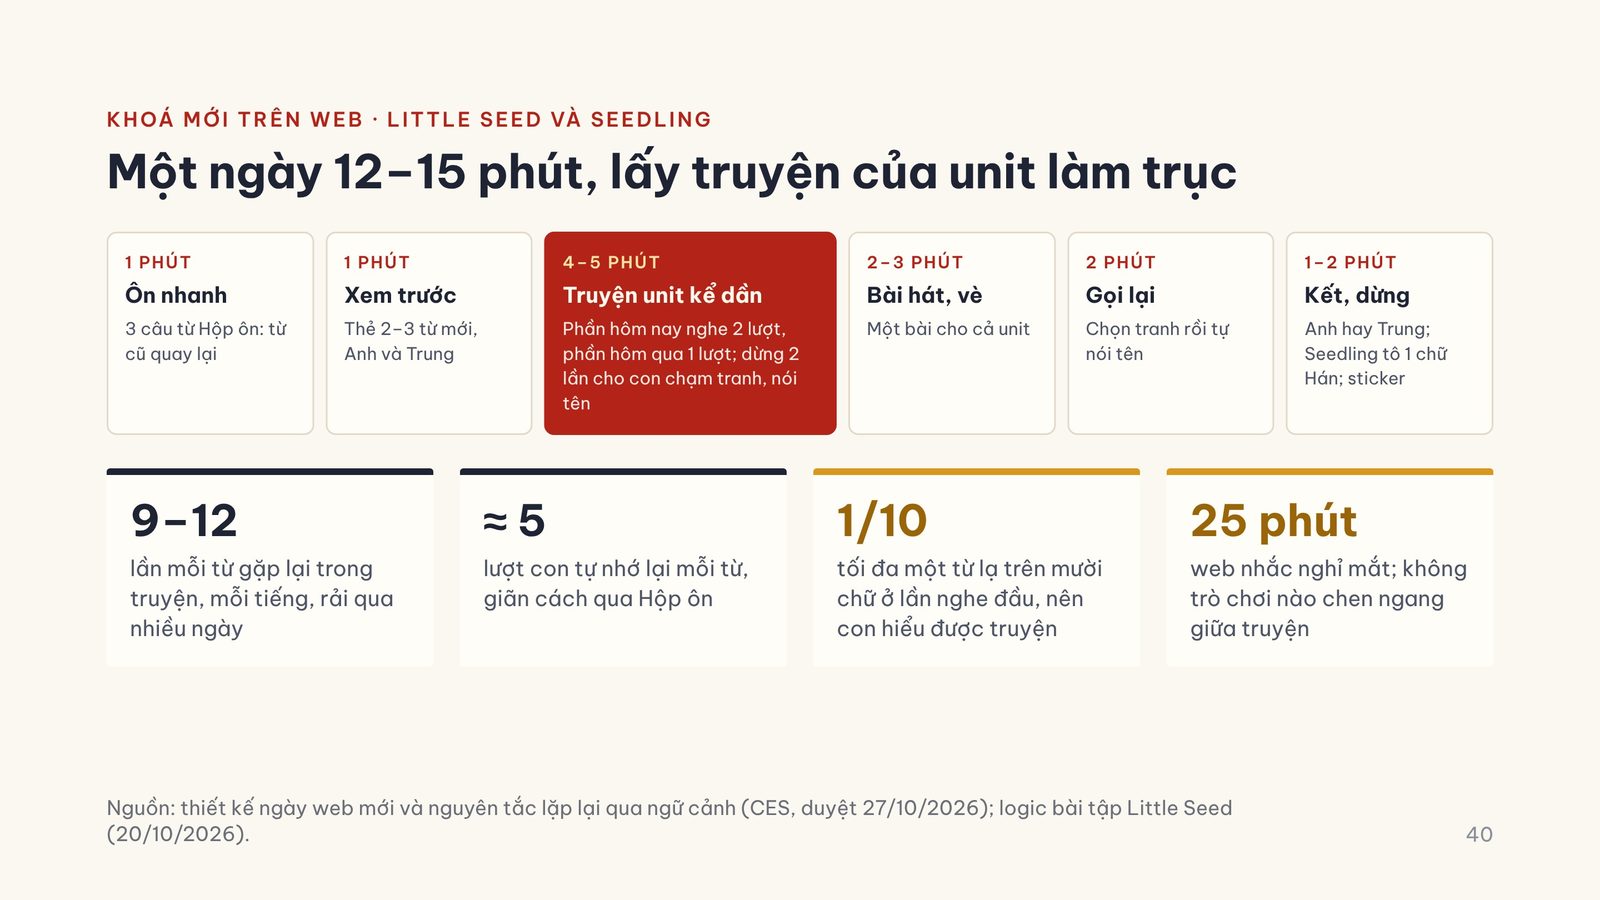 KHOÁ MỚI TRÊN WEB · LITTLE SEED VÀ SEEDLING
Một ngày 12–15 phút, lấy truyện của unit làm trục
1 PHÚT
Ôn nhanh
3 câu từ Hộp ôn: từ
cũ quay lại
1 PHÚT
Xem trước
Thẻ 2–3 từ mới,
Anh và Trung
4–5 PHÚT
Truyện unit kể dần
Phần hôm nay nghe 2 lượt,
phần hôm qua 1 lượt; dừng 2
lần cho con chạm tranh, nói
tên
2–3 PHÚT
Bài hát, vè
Một bài cho cả unit
2 PHÚT
Gọi lại
Chọn tranh rồi tự
nói tên
1–2 PHÚT
Kết, dừng
Anh hay Trung;
Seedling tô 1 chữ
Hán; sticker
9–12
lần mỗi từ gặp lại trong
truyện, mỗi tiếng, rải qua
nhiều ngày
≈ 5
lượt con tự nhớ lại mỗi từ,
giãn cách qua Hộp ôn
1/10
tối đa một từ lạ trên mười
chữ ở lần nghe đầu, nên
con hiểu được truyện
25 phút
web nhắc nghỉ mắt; không
trò chơi nào chen ngang
giữa truyện
Nguồn: thiết kế ngày web mới và nguyên tắc lặp lại qua ngữ cảnh (CES, duyệt 27/10/2026); logic bài tập Little Seed
(20/10/2026).
40